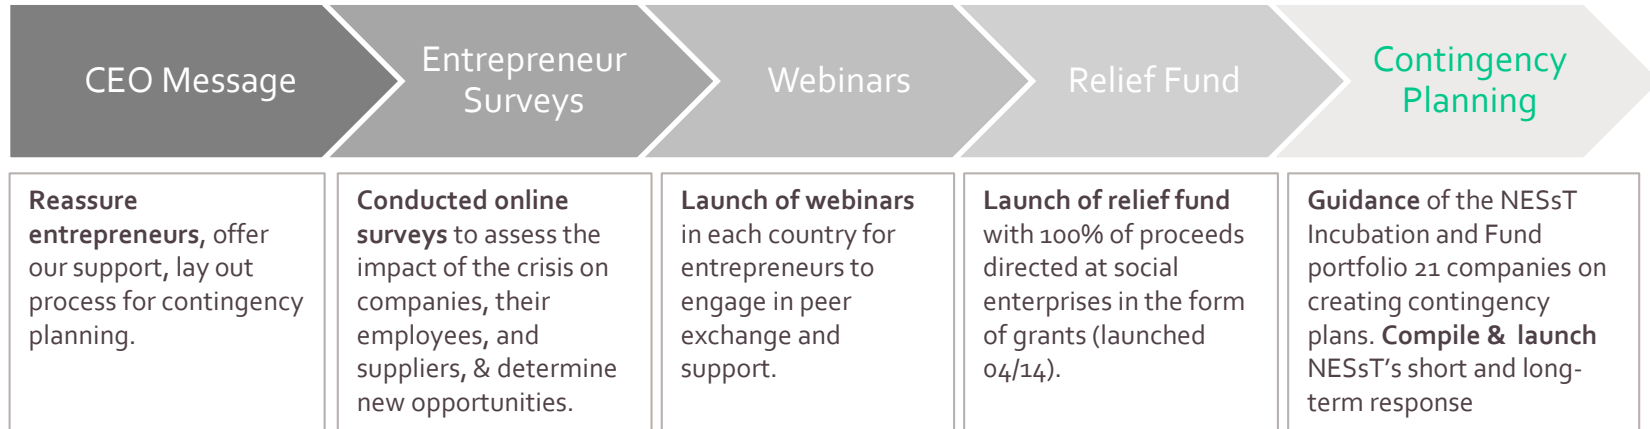 CEO Message
Entrepreneur
Surveys
Webinars
Relief Fund
Contingency
Planning
Reassure
entrepreneurs, offer
our support, lay out
process for contingency
planning.
Conducted online
surveys to assess the
impact of the crisis on
companies, their
employees, and
suppliers, & determine
new opportunities.
Launch of webinars
in each country for
entrepreneurs to
engage in peer
exchange and
support.
Launch of relief fund
with 100% of proceeds
directed at social
enterprises in the form
of grants (launched
04/14).
Guidance of the NESsT
Incubation and Fund
portfolio 21 companies on
creating contingency
plans. Compile & launch
NESsT's short and long-
term response